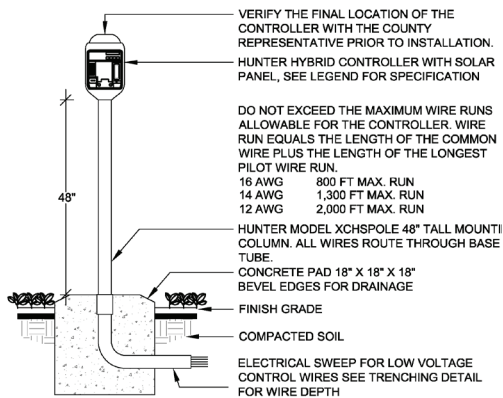 VERIFY THE FINAL LOCATION OF THE
CONTROLLER WITH THE COUNTY
REPRESENTATIVE PRIOR TO INSTALLATION.
HUNTER HYBRID CONTROLLER WITH SOLAR
PANEL, SEE LEGEND FOR SPECIFICATION
DO NOT EXCEED THE MAXIMUM WIRE RUNS
ALLOWABLE FOR THE CONTROLLER. WIRE
RUN EQUALS THE LENGTH OF THE COMMON
WIRE PLUS THE LENGTH OF THE LONGEST
PILOT WIRE RUN.
16 AWG 800 FT MAX. RUN
14 AWG 1,300 FT MAX. RUN
12 AWG 2,000 FT MAX. RUN
48"
HUNTER MODEL XCHSPOLE 48" TALL MOUNTI
COLUMN. ALL WIRES ROUTE THROUGH BASE
TUBE.
CONCRETE PAD 18" X 18" X 18"
BEVEL EDGES FOR DRAINAGE
FINISH GRADE
COMPACTED SOIL
ELECTRICAL SWEEP FOR LOW VOLTAGE
CONTROL WIRES SEE TRENCHING DETAIL
FOR WIRE DEPTH